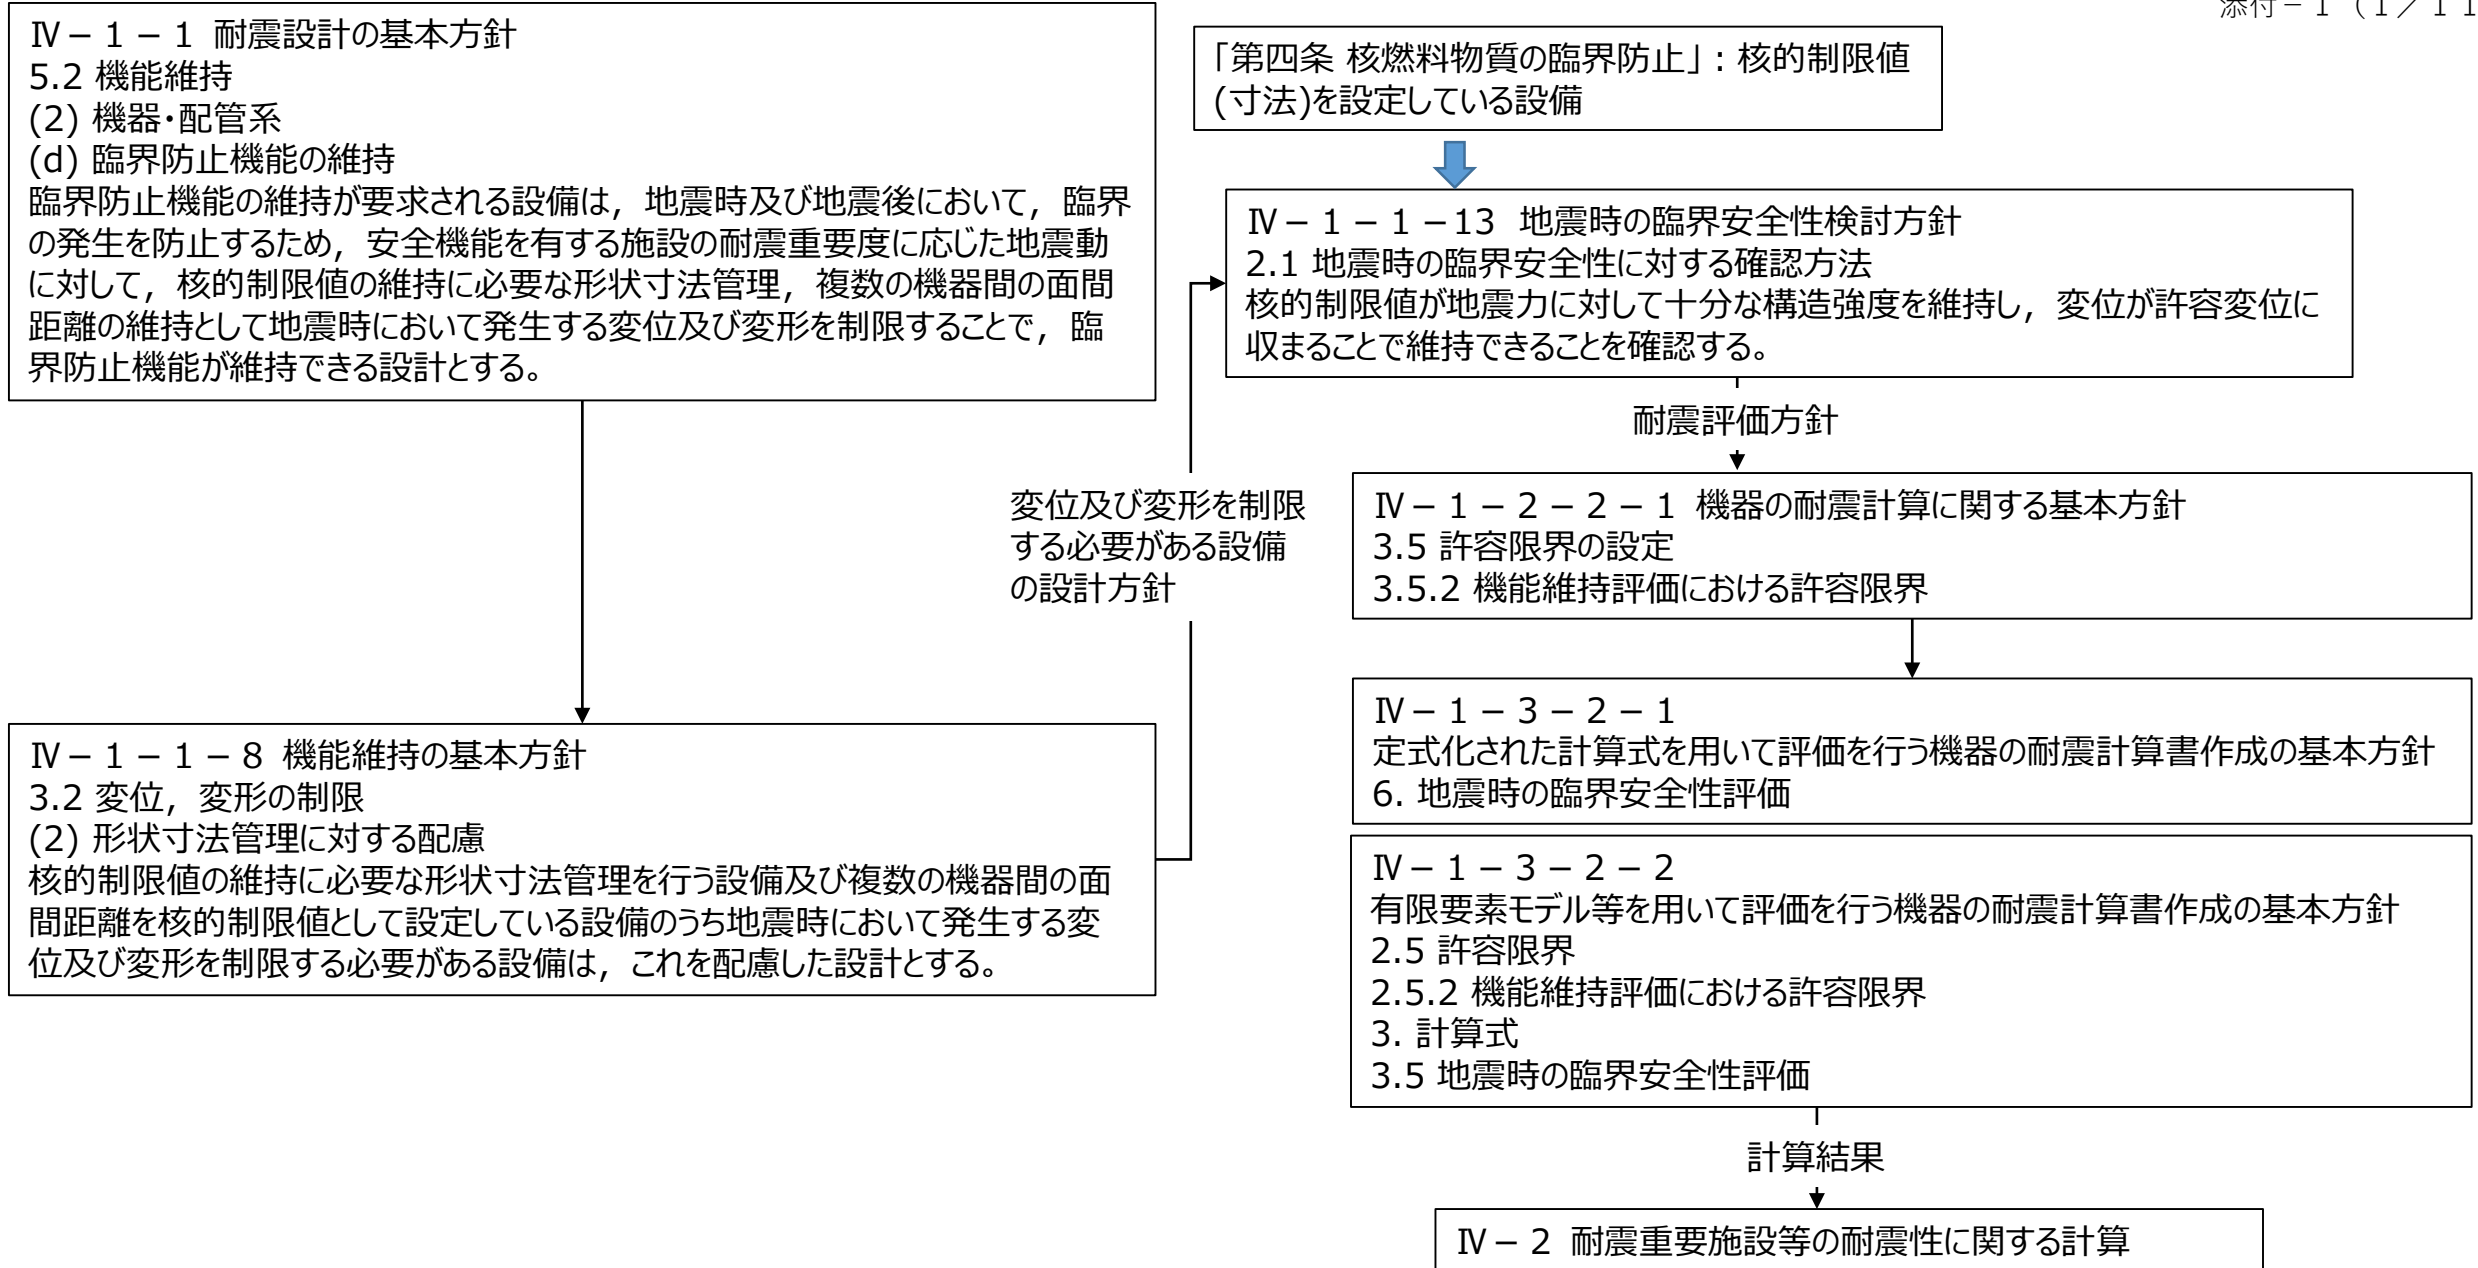 添付－１（１／１１
Ⅳ－１－１ 耐震設計の基本方針
5.2 機能維持
(2) 機器・配管系
(d) 臨界防止機能の維持
臨界防止機能の維持が要求される設備は，地震時及び地震後において，臨界
の発生を防止するため，安全機能を有する施設の耐震重要度に応じた地震動
に対して，核的制限値の維持に必要な形状寸法管理，複数の機器間の面間
距離の維持として地震時において発生する変位及び変形を制限することで，臨
界防止機能が維持できる設計とする。
Ⅳ－１－１－８ 機能維持の基本方針
3.2 変位，変形の制限
(2) 形状寸法管理に対する配慮
核的制限値の維持に必要な形状寸法管理を行う設備及び複数の機器間の面
間距離を核的制限値として設定している設備のうち地震時において発生する変
位及び変形を制限する必要がある設備は，これを配慮した設計とする。
変位及び変形を制限
する必要がある設備
の設計方針
「第四条 核燃料物質の臨界防止」：核的制限値
(寸法)を設定している設備
Ⅳ－１－１－13 地震時の臨界安全性検討方針
2.1 地震時の臨界安全性に対する確認方法
核的制限値が地震力に対して十分な構造強度を維持し，変位が許容変位に
収まることで維持できることを確認する。
耐震評価方針
Ⅳ－１－２－２－１ 機器の耐震計算に関する基本方針
3.5 許容限界の設定
3.5.2 機能維持評価における許容限界
Ⅳ－１－３－２－１
定式化された計算式を用いて評価を行う機器の耐震計算書作成の基本方針
6. 地震時の臨界安全性評価
Ⅳ－１－３－２－２
有限要素モデル等を用いて評価を行う機器の耐震計算書作成の基本方針
2.5 許容限界
2.5.2 機能維持評価における許容限界
3. 計算式
3.5 地震時の臨界安全性評価
計算結果
Ⅳ－２ 耐震重要施設等の耐震性に関する計算